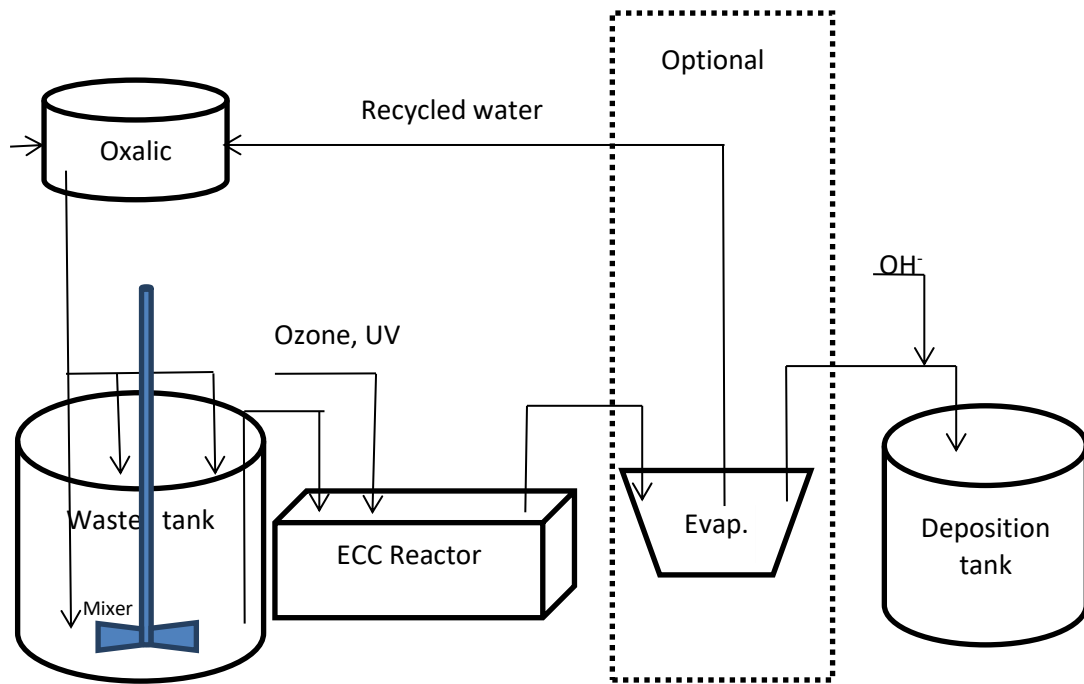 Optional
Recycled water
Oxalic
OH-
Ozone, UV
Waste tank
ECC Reactor
Evap.
Deposition
tank
Mixer